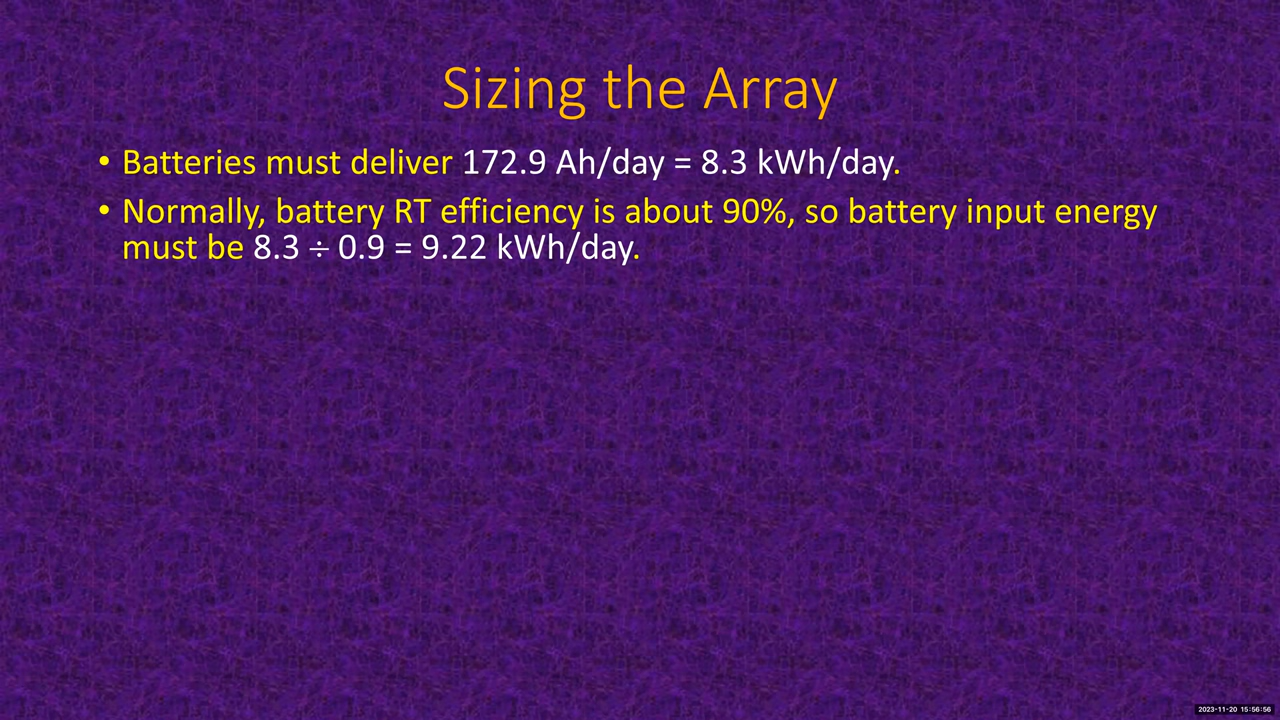 Sizing the Array
• Batteries must deliver 172.9 Ah/day = 8.3 kWh/day.
• Normally, battery RT efficiency is about 90%, so battery input energy
must be 8.3 ÷ 0.9 = 9.22 kWh/day.
2023-11-20 15:56:56